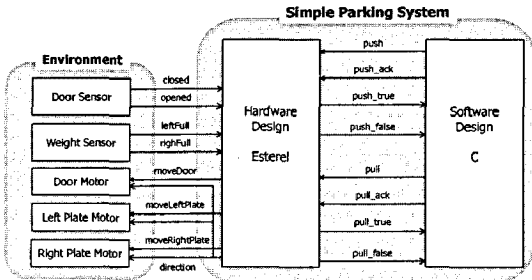 Simple Parking System
Environment
Door Sensor
Weight Sensor
Door Motor
Left Plate Motor
Right Plate Motor
closed
opened
leftFull
righFull
moveDoor
moveLeftPlate
moveRightPlate
direction
Hardware
Design
Esterel
push
push_ack
push_true
push_false
pull
pull_ack
pull_true
pull_false
Software
Design
C